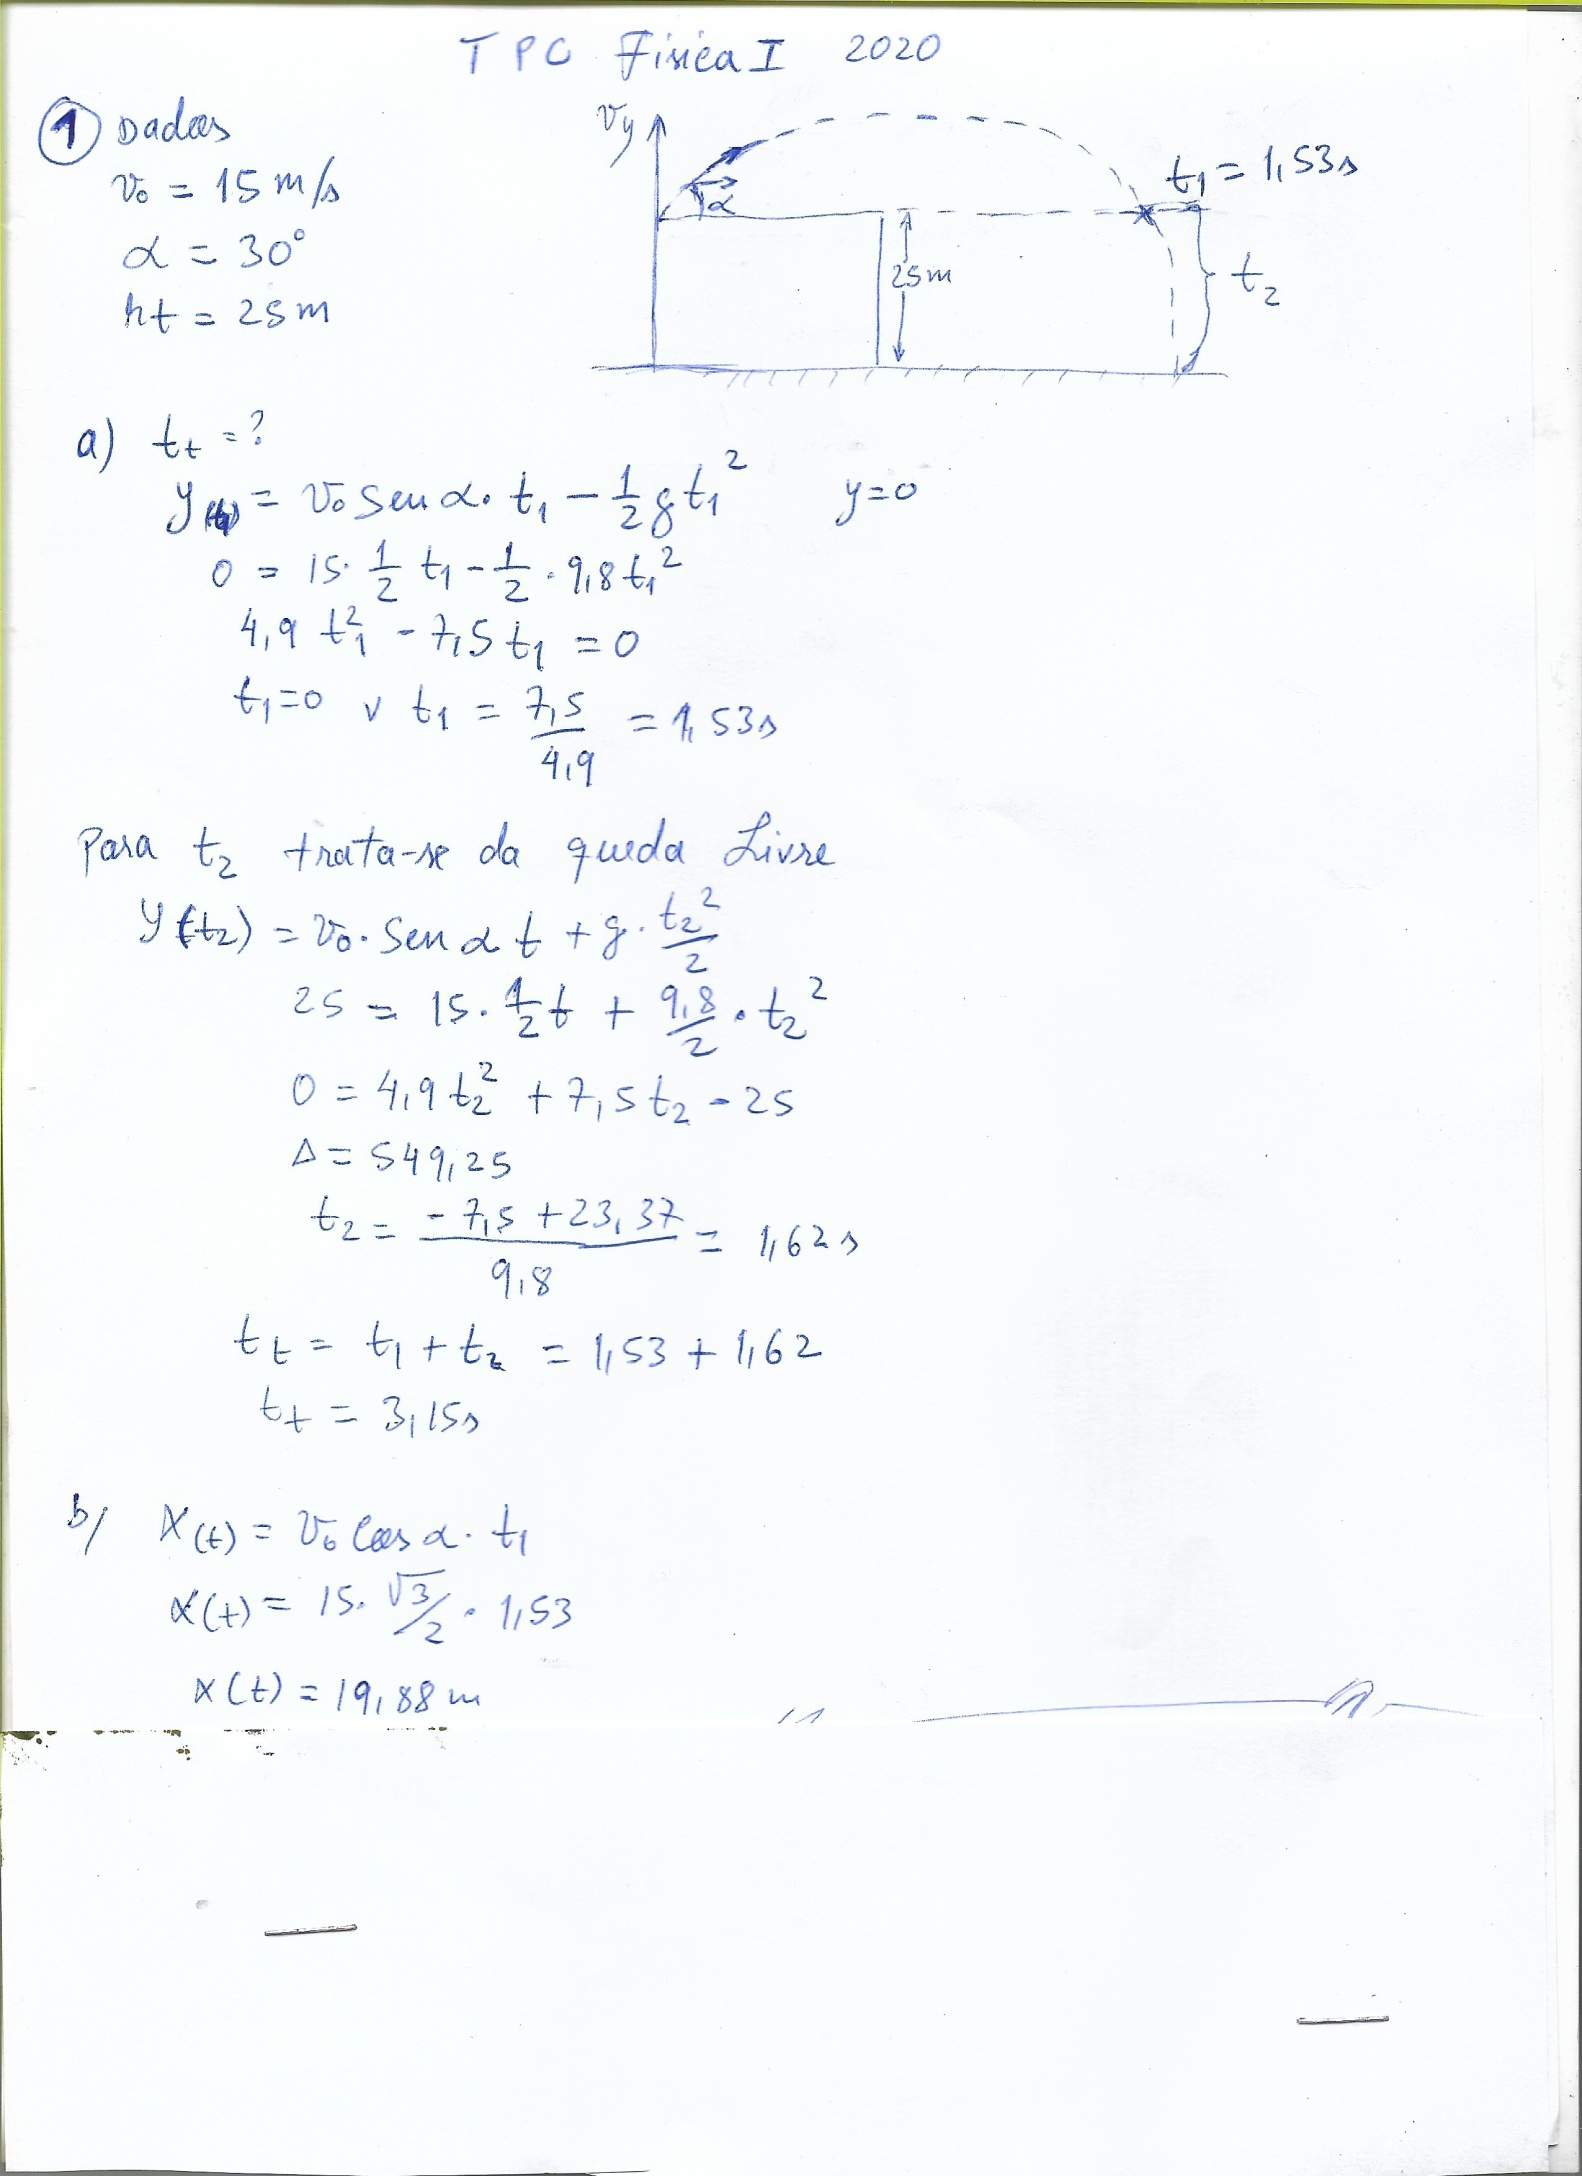 TPC Física I 2020
① Dados
v₀ = 15 m/s
α = 30°
ht = 25m
vy
α
25m
t₁ = 1,53s
t₂
a) tt = ?
y(t₁) = v₀ sen α. t₁ - 1/2 g t₁² y=0
0 = 15. 1/2 t₁ - 1/2 . 9,8 t₁²
4,9 t₁² - 7,5 t₁ = 0
t₁=0 v t₁ = 7,5/4,9 = 1,53s
Para t₂ trata-se da queda Livre
y(t₂) = v₀. sen α t + g. t₂²/2
25 = 15. 1/2 t + 9,8/2 . t₂²
0 = 4,9 t₂² + 7,5 t₂ - 25
Δ = 549,25
t₂ = (-7,5 + 23,37)/9,8 = 1,62 s
tt = t₁ + t₂ = 1,53 + 1,62
tt = 3,15s
b/ x(t) = v₀ Cos α. t₁
x(t) = 15. √3/2 . 1,53
x(t) = 19,88 m